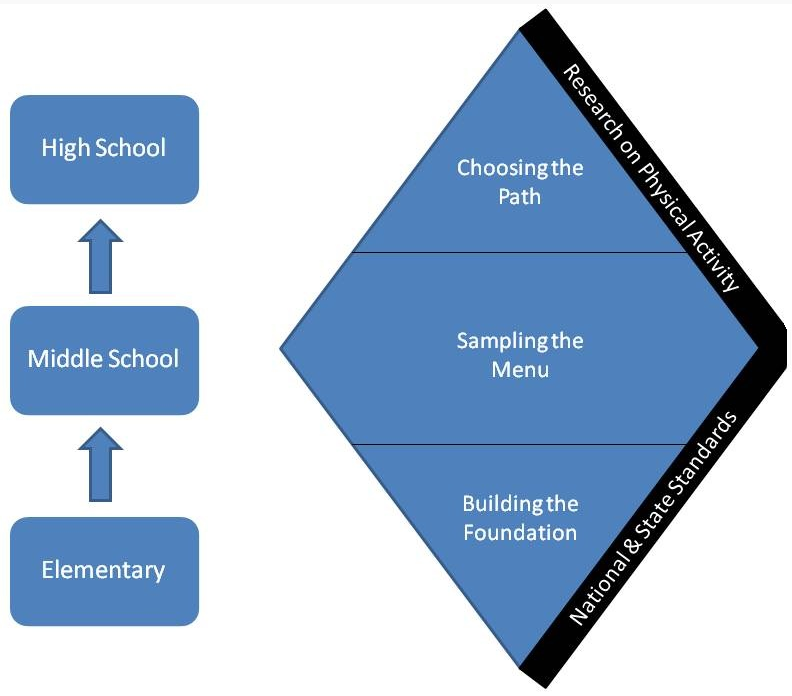 High School
Middle School
Elementary
Choosing the
Path
Sampling the
Menu
Building the
Foundation
Research on Physical Activity
National & State Standards